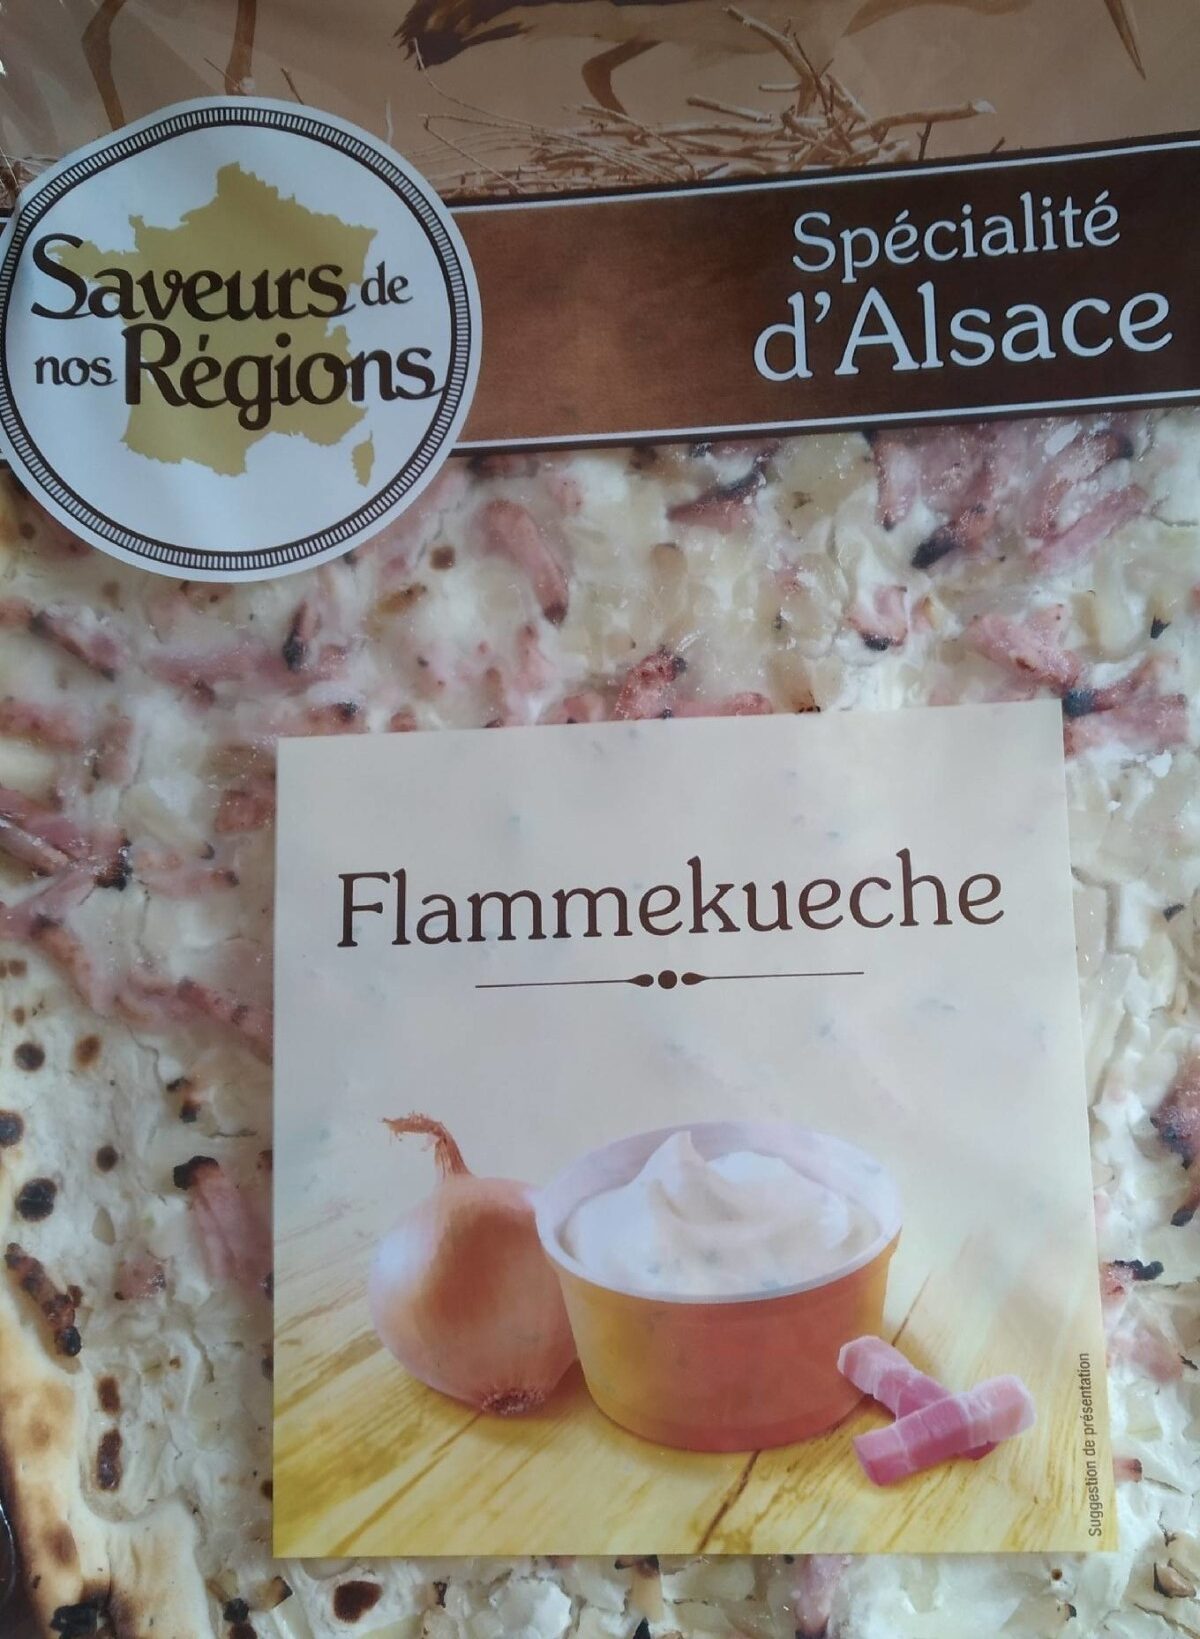 Saveurs de
nos Régions
Spécialité
d'Alsace
Flammekueche
Suggestion de présentation